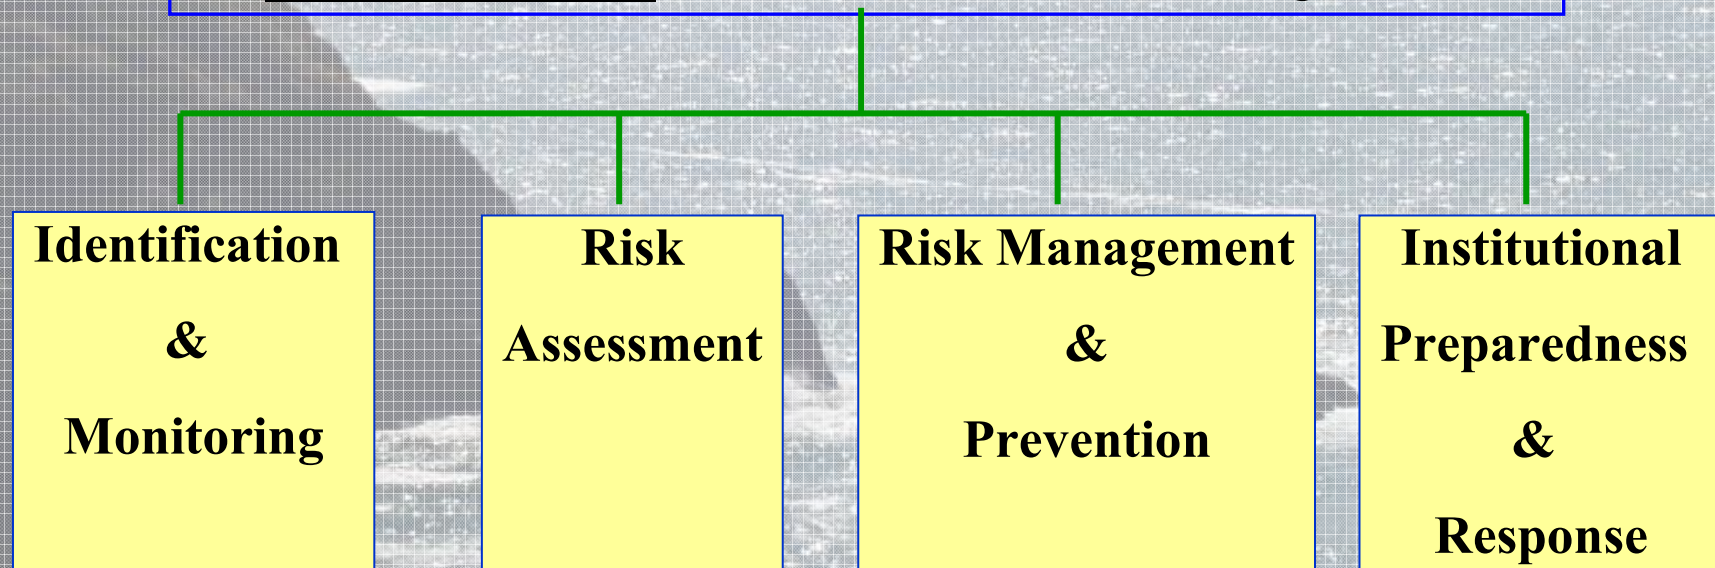 Identification
&
Monitoring
Risk
Assessment
Risk Management
&
Prevention
Institutional
Preparedness
&
Response